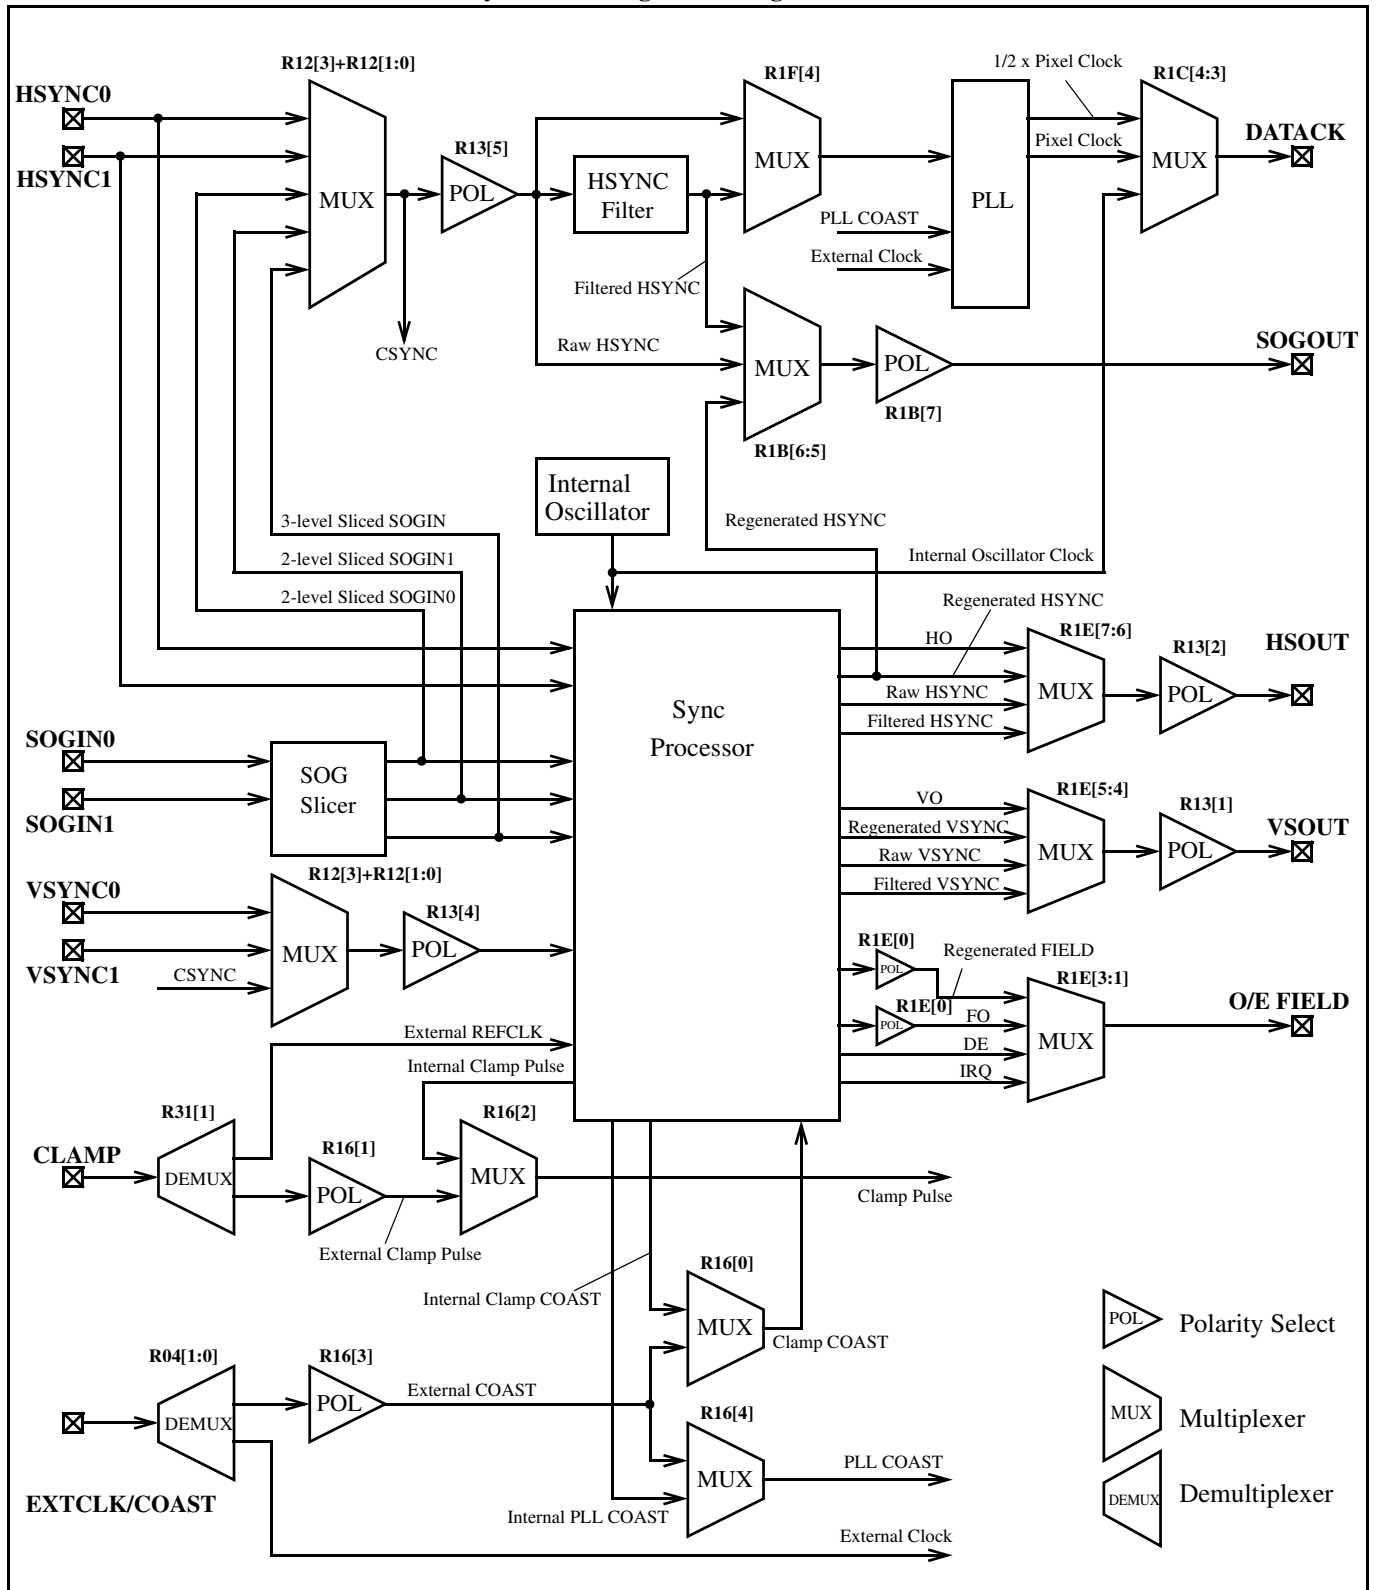 R12[3]+R12[1:0]
1/2 x Pixel Clock
R1F[4]
R1C[4:3]
HSYNC0
DATACK
Pixel Clock
R13[5]
MUX
MUX
HSYNC1
HSYNC
Filter
POL
MUX
PLL
PLL COAST
External Clock
Filtered HSYNC
SOGOUT
Raw HSYNC
CSYNC
MUX
POL
R1B[7]
R1B[6:5]
Internal
Oscillator
3-level Sliced SOGIN
Regenerated HSYNC
2-level Sliced SOGIN1
Internal Oscillator Clock
2-level Sliced SOGIN0
Regenerated HSYNC
HO
R1E[7:6]
R13[2]
HSOUT
Raw HSYNC
MUX
POL
Sync
Processor
Filtered HSYNC
SOGIN0
SOG
Slicer
SOGIN1
VO
R1E[5:4]
R13[1]
Regenerated VSYNC
VSOUT
Raw VSYNC
MUX
POL
Filtered VSYNC
R12[3]+R12[1:0]
VSYNC0
R13[4]
MUX
POL
R1E[0]
Regenerated FIELD
VSYNC1
CSYNC
POL
R1E[3:1]
R1E[0]
FO
O/E FIELD
POL
External REFCLK
DE
MUX
Internal Clamp Pulse
IRQ
R31[1]
R16[2]
CLAMP
R16[1]
DEMUX
POL
MUX
Clamp Pulse
External Clamp Pulse
R16[0]
Internal Clamp COAST
MUX
Clamp COAST
POL
Polarity Select
R04[1:0]
R16[3]
External COAST
POL
DEMUX
R16[4]
MUX
Multiplexer
PLL COAST
MUX
EXTCLK/COAST
Internal PLL COAST
DEMUX
Demultiplexer
External Clock